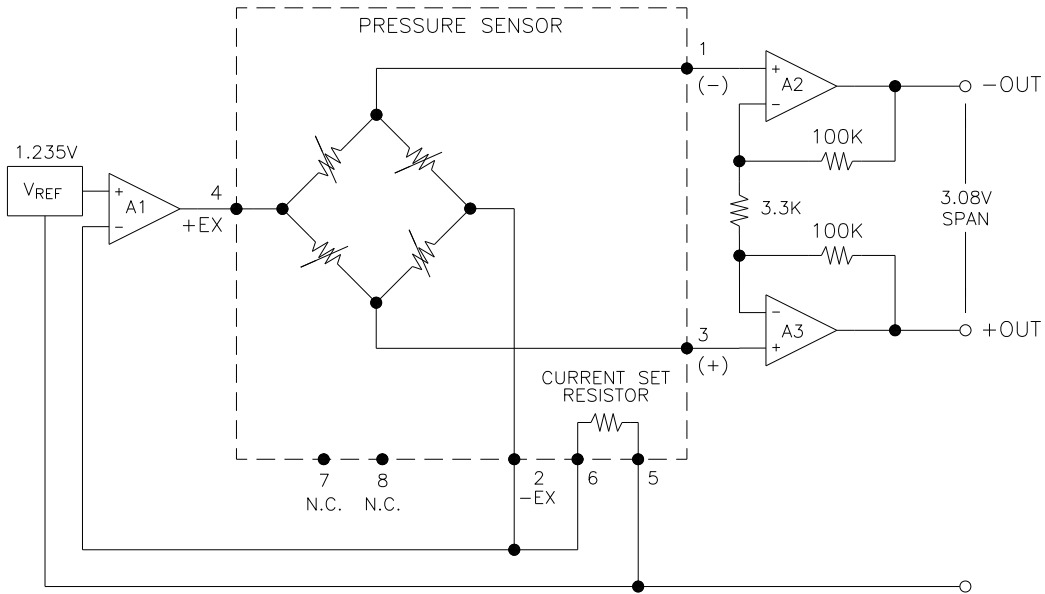 PRESSURE SENSOR
1
(-)
+
A2
-
-OUT
100K
1.235V
VREF
+
A1
-
4
+EX
3.3K
3.08V
SPAN
100K
-
A3
+
+OUT
3
(+)
CURRENT SET
RESISTOR
7
N.C.
8
N.C.
2
-EX
6
5